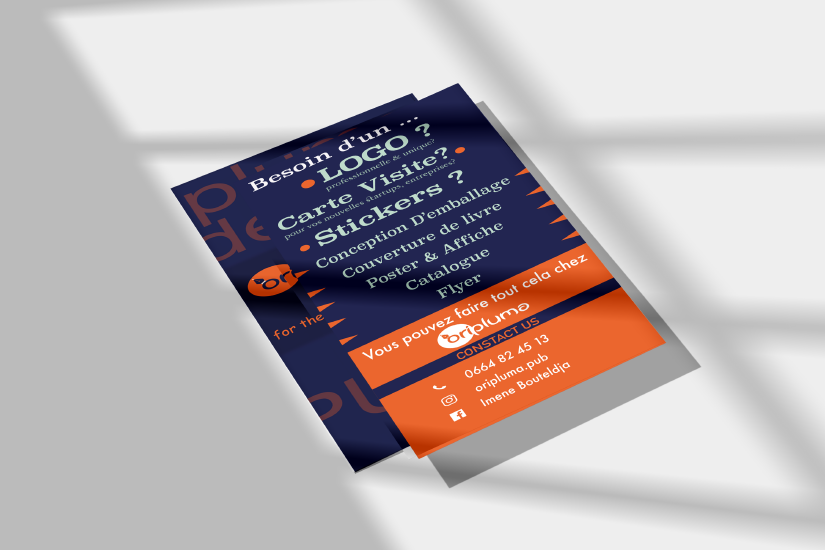 Besoin d'un ...
LOGO ?
professionnelle & unique?
Carte Visite?
pour vos nouvelles startups, entreprises?
Stickers ?
Conception D'emballage
Couverture de livre
Poster & Affiche
Catalogue
Flyer
Vous pouvez faire tout cela chez
oripluma
CONSTACT US
0664 82 45 13
oripluma.pub
Imene Bouteldja
for the